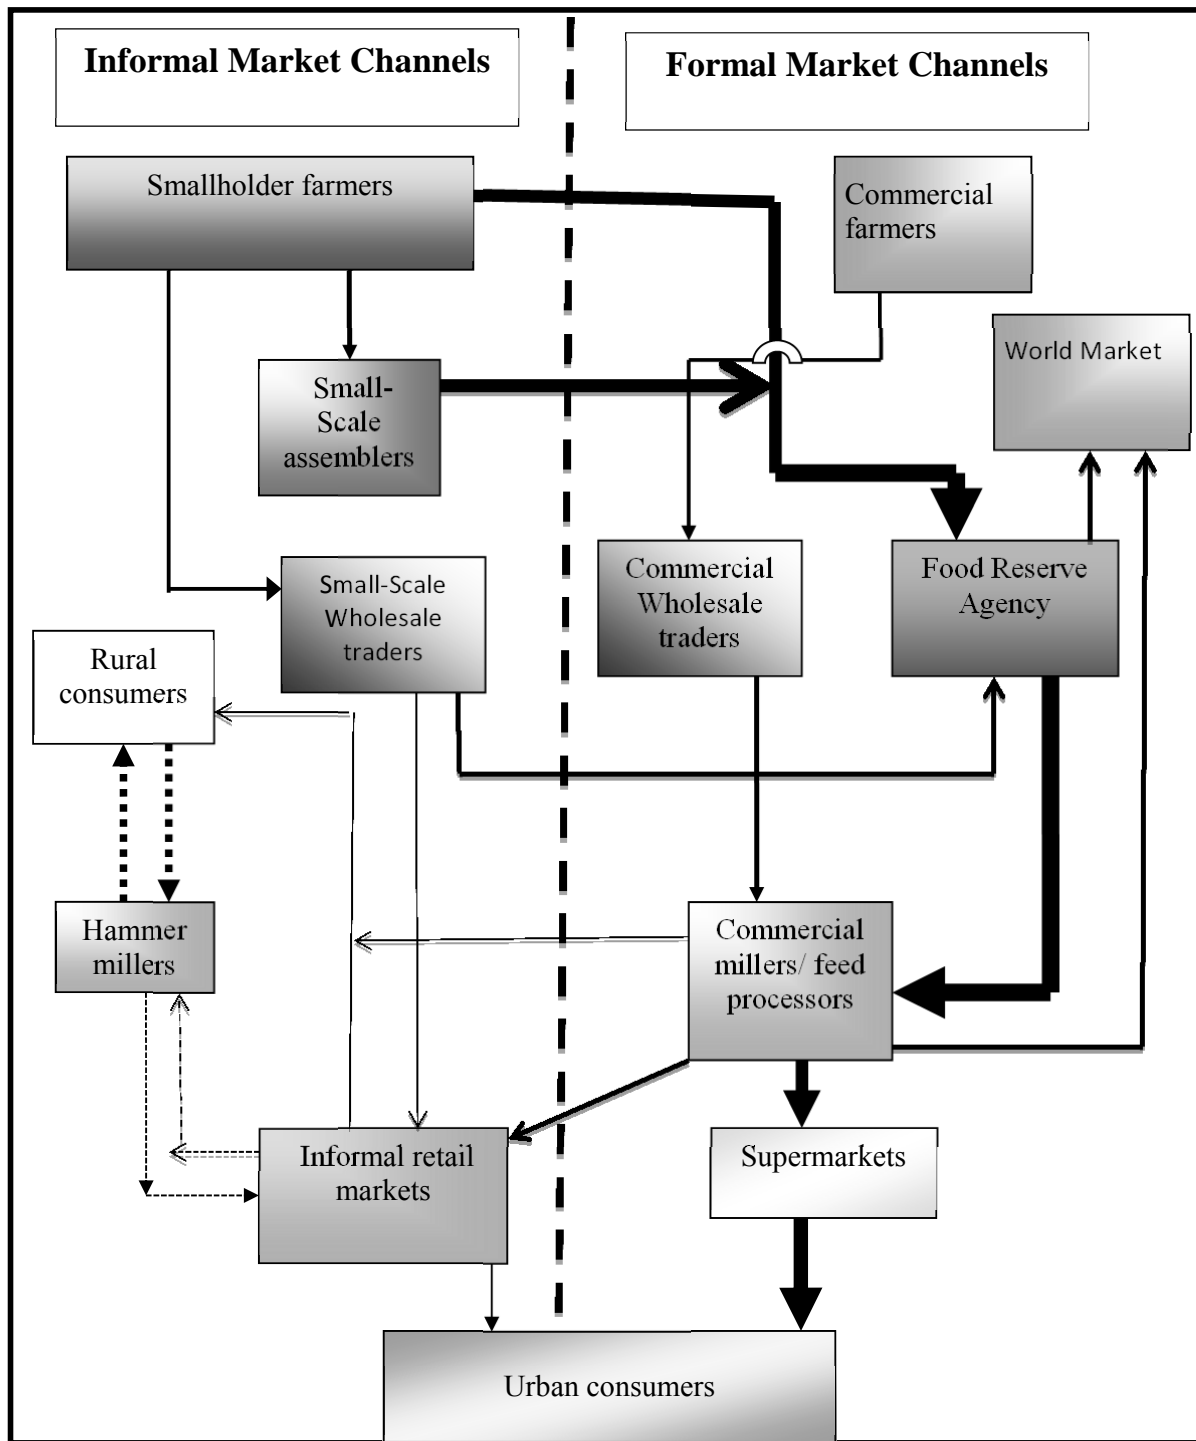 Informal Market Channels
Formal Market Channels
Smallholder farmers
Commercial
farmers
World Market
Small-
Scale
assemblers
Commercial
Wholesale
traders
Food Reserve
Agency
Small-Scale
Wholesale
traders
Rural
consumers
Hammer
millers
Commercial
millers/ feed
processors
Informal retail
markets
Supermarkets
Urban consumers